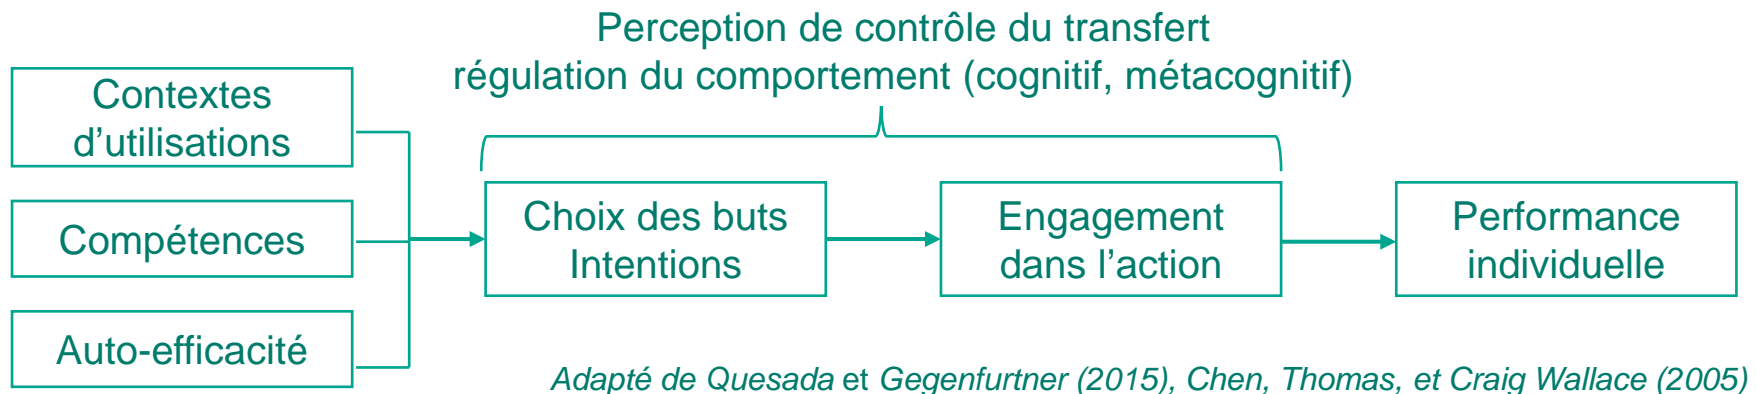 Perception de contrôle du transfert
régulation du comportement (cognitif, métacognitif)
Contextes
d’utilisations
Compétences
Auto-efficacité
Choix des buts
Intentions
Engagement
dans l’action
Performance
individuelle
Adapté de Quesada et Gegenfurtner (2015), Chen, Thomas, et Craig Wallace (2005)